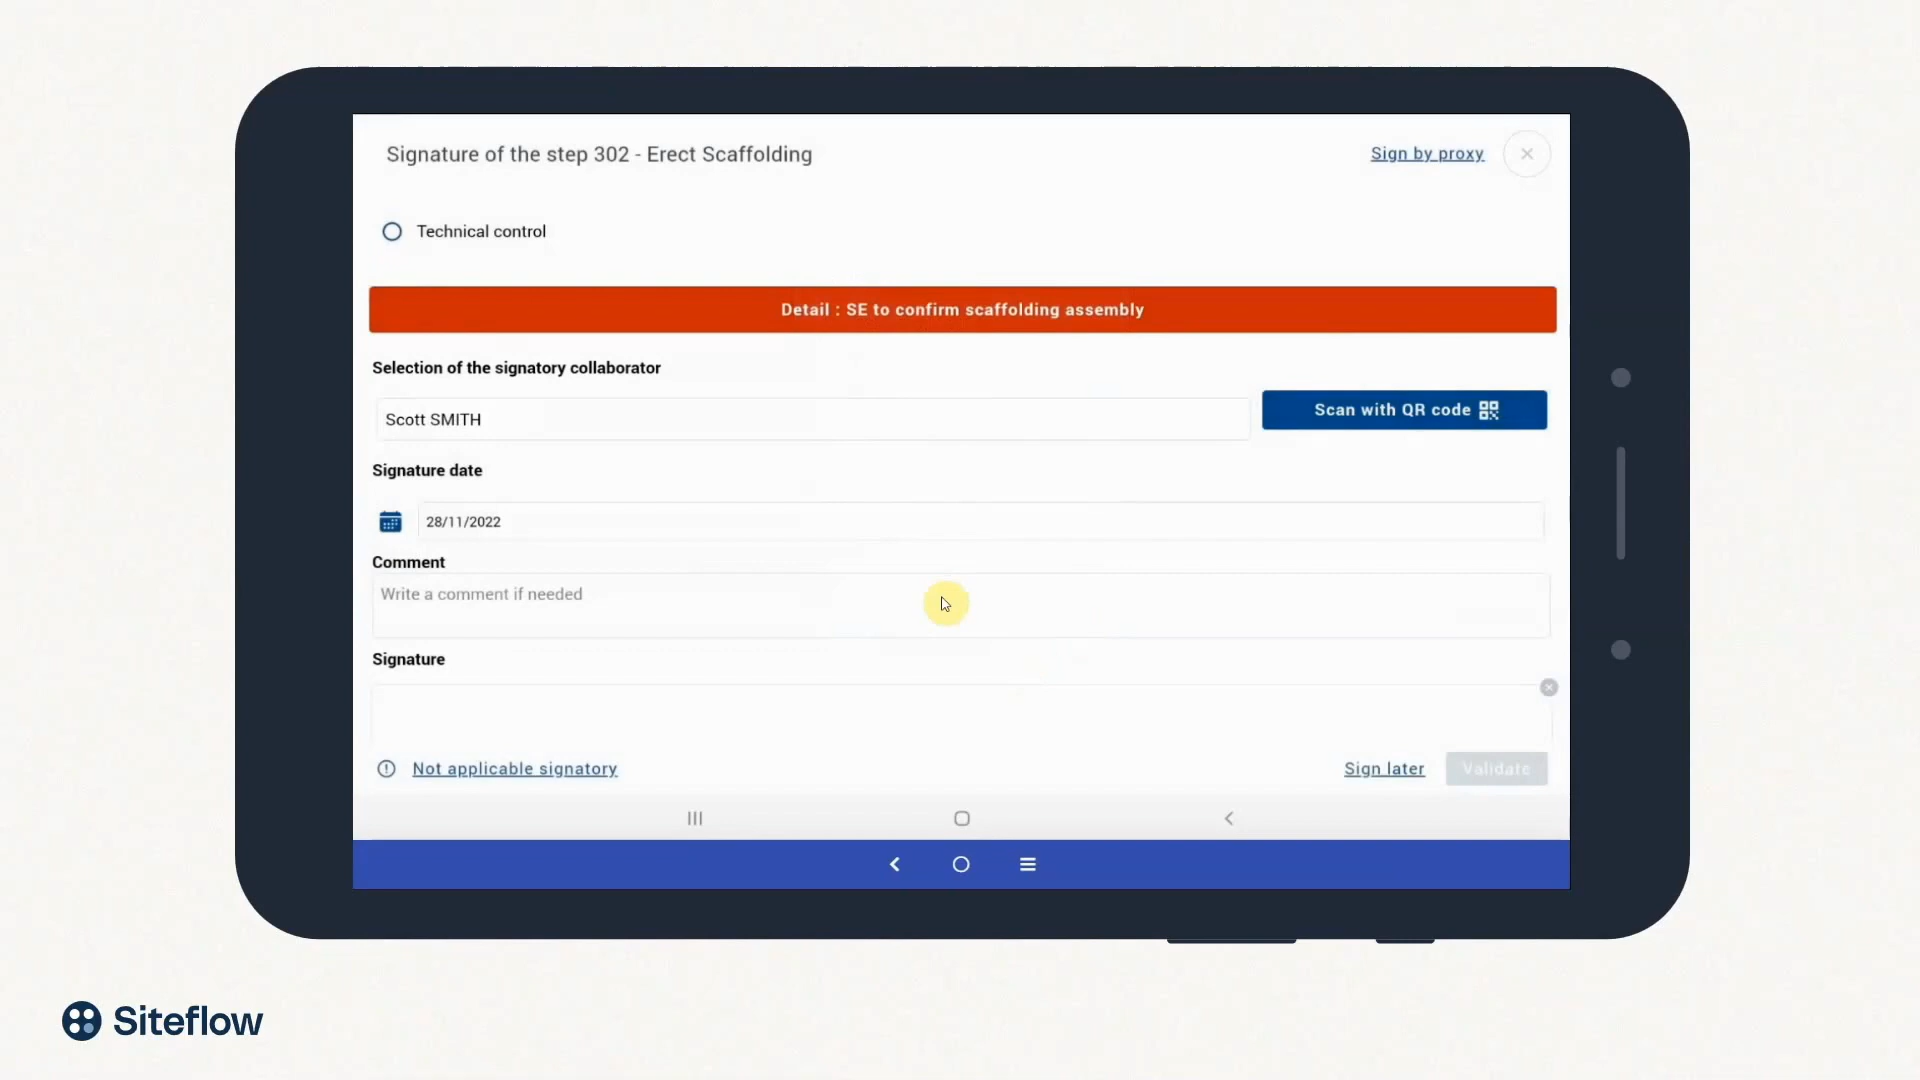 Signature of the step 302 - Erect Scaffolding
Sign by proxy
Technical control
Detail : SE to confirm scaffolding assembly
Selection of the signatory collaborator
Scott SMITH
Scan with QR code
Signature date
28/11/2022
Comment
Write a comment if needed
Signature
Not applicable signatory
Sign later
Validate
Siteflow